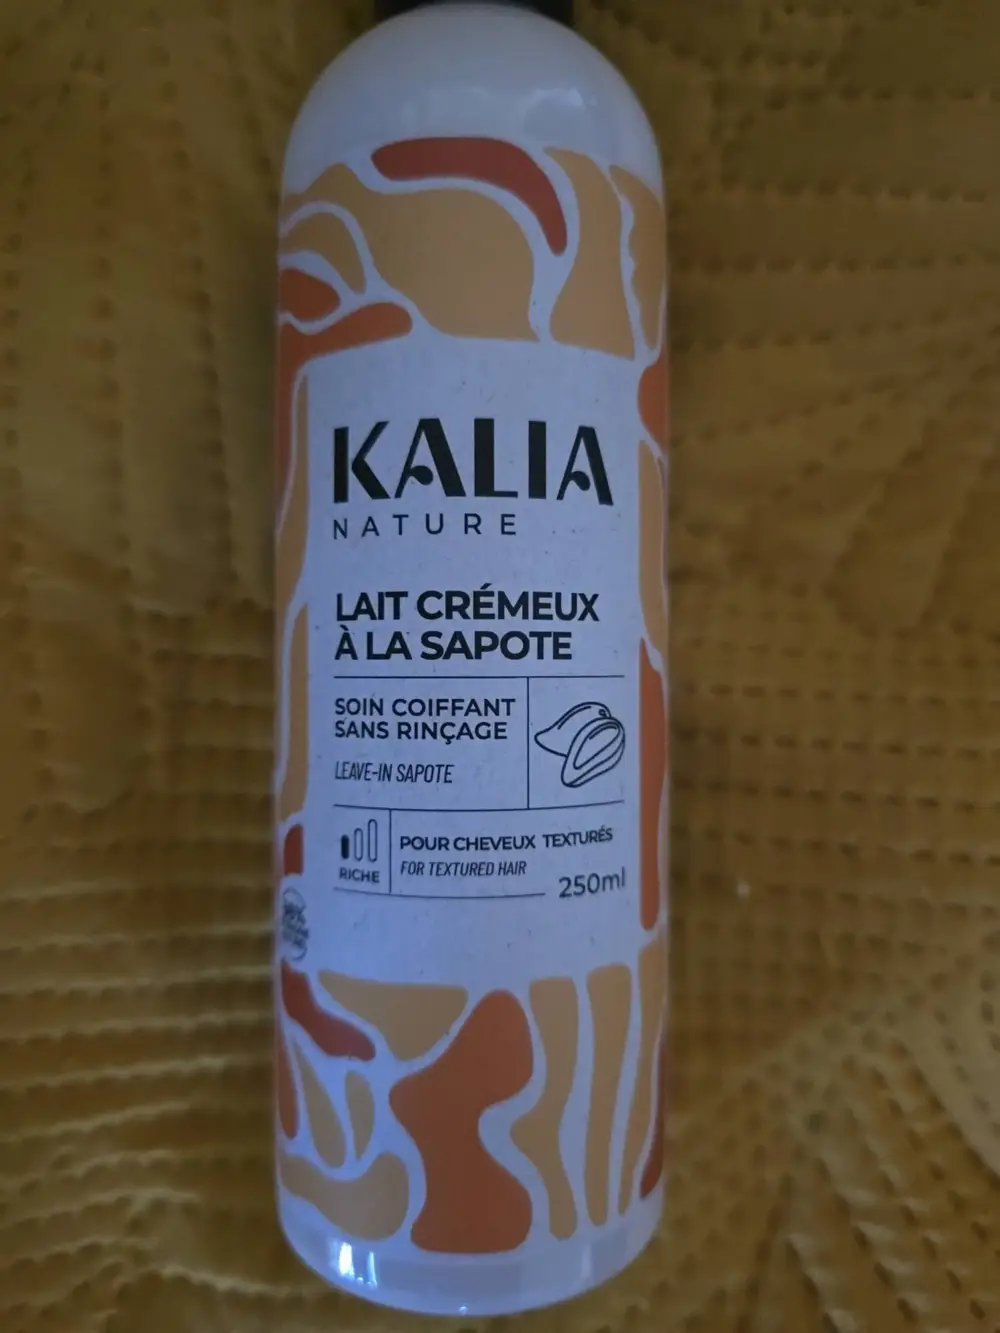 KALIA
NATURE
LAIT CRÉMEUX
À LA SAPOTE
SOIN COIFFANT
SANS RINÇAGE
LEAVE-IN SAPOTE
RICHE
POUR CHEVEUX TEXTURÉS
FOR TEXTURED HAIR
250ml